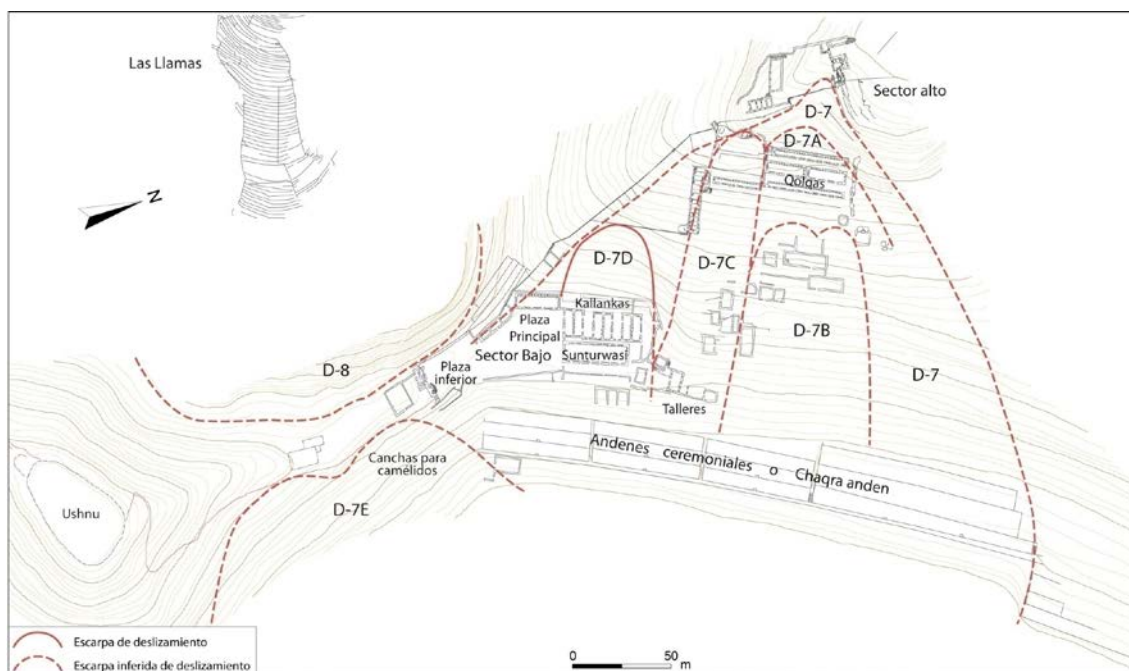 Las Llamas
Sector alto
D-7
D-7A
Qolqas
N
D-7D
D-7C
Kallankas
Plaza
Principal
D-7B
Sector Bajo
Sunturwasi
D-8
Plaza
inferior
D-7
Talleres
Andenes ceremoniales o Chaqra anden
Canchas para
camélidos
Ushnu
D-7E
Escarpa de deslizamiento
Escarpa inferida de deslizamiento
0 50
m